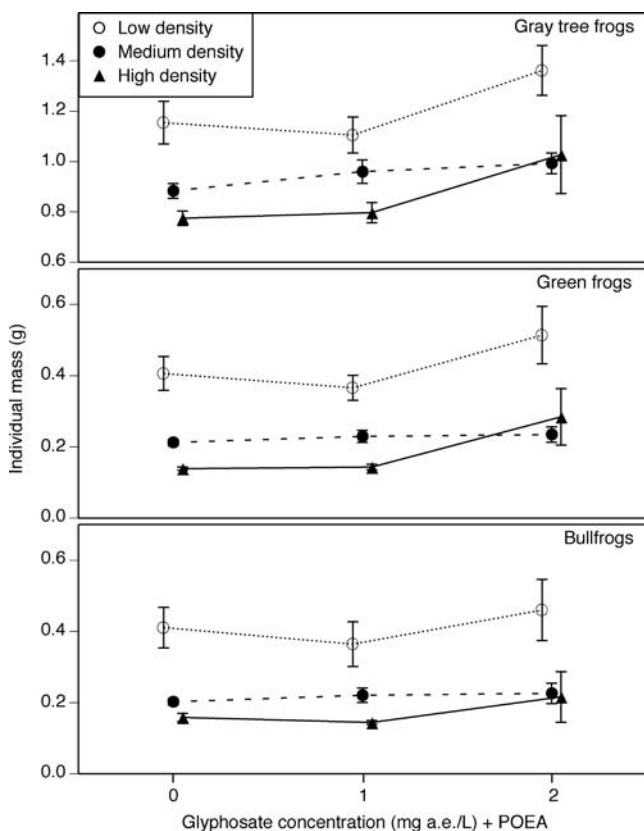 Low density
Medium density
High density
Gray tree frogs
1.4
1.2
1.0
0.8
0.6
Green frogs
0.6
0.4
0.2
0.0
Individual mass (g)
Bullfrogs
0.6
0.4
0.2
0.0
0 1 2
Glyphosate concentration (mg a.e./L) + POEA